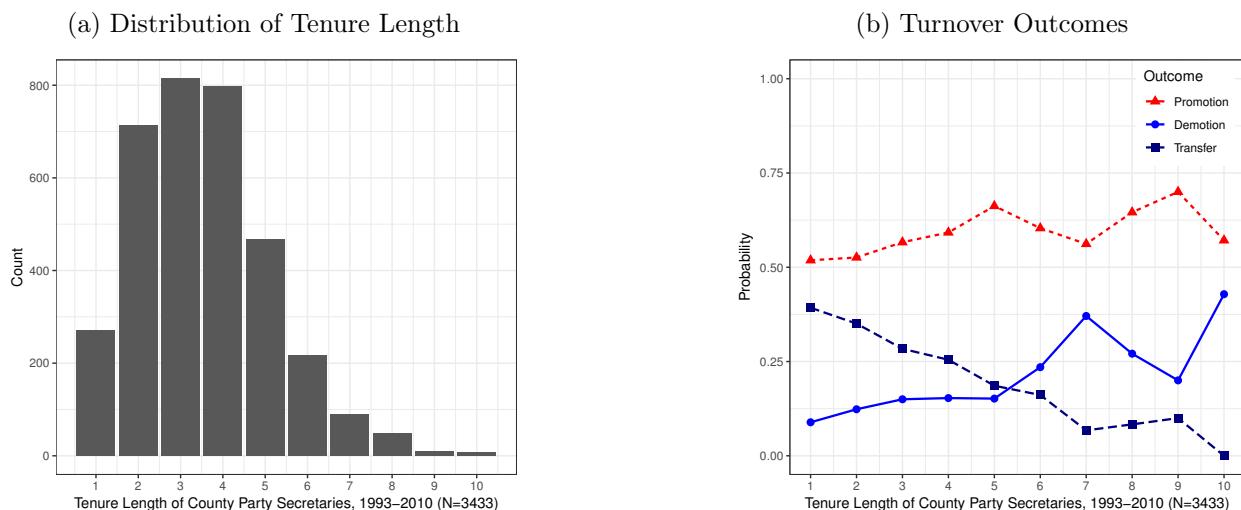 (a) Distribution of Tenure Length
800
600
400
200
0
Count
1 2 3 4 5 6 7 8 9 10
Tenure Length of County Party Secretaries, 1993−2010 (N=3433)
(b) Turnover Outcomes
1.00
0.75
0.50
0.25
0.00
Probability
Outcome
Promotion
Demotion
Transfer
1 2 3 4 5 6 7 8 9 10
Tenure Length of County Party Secretaries, 1993−2010 (N=3433)